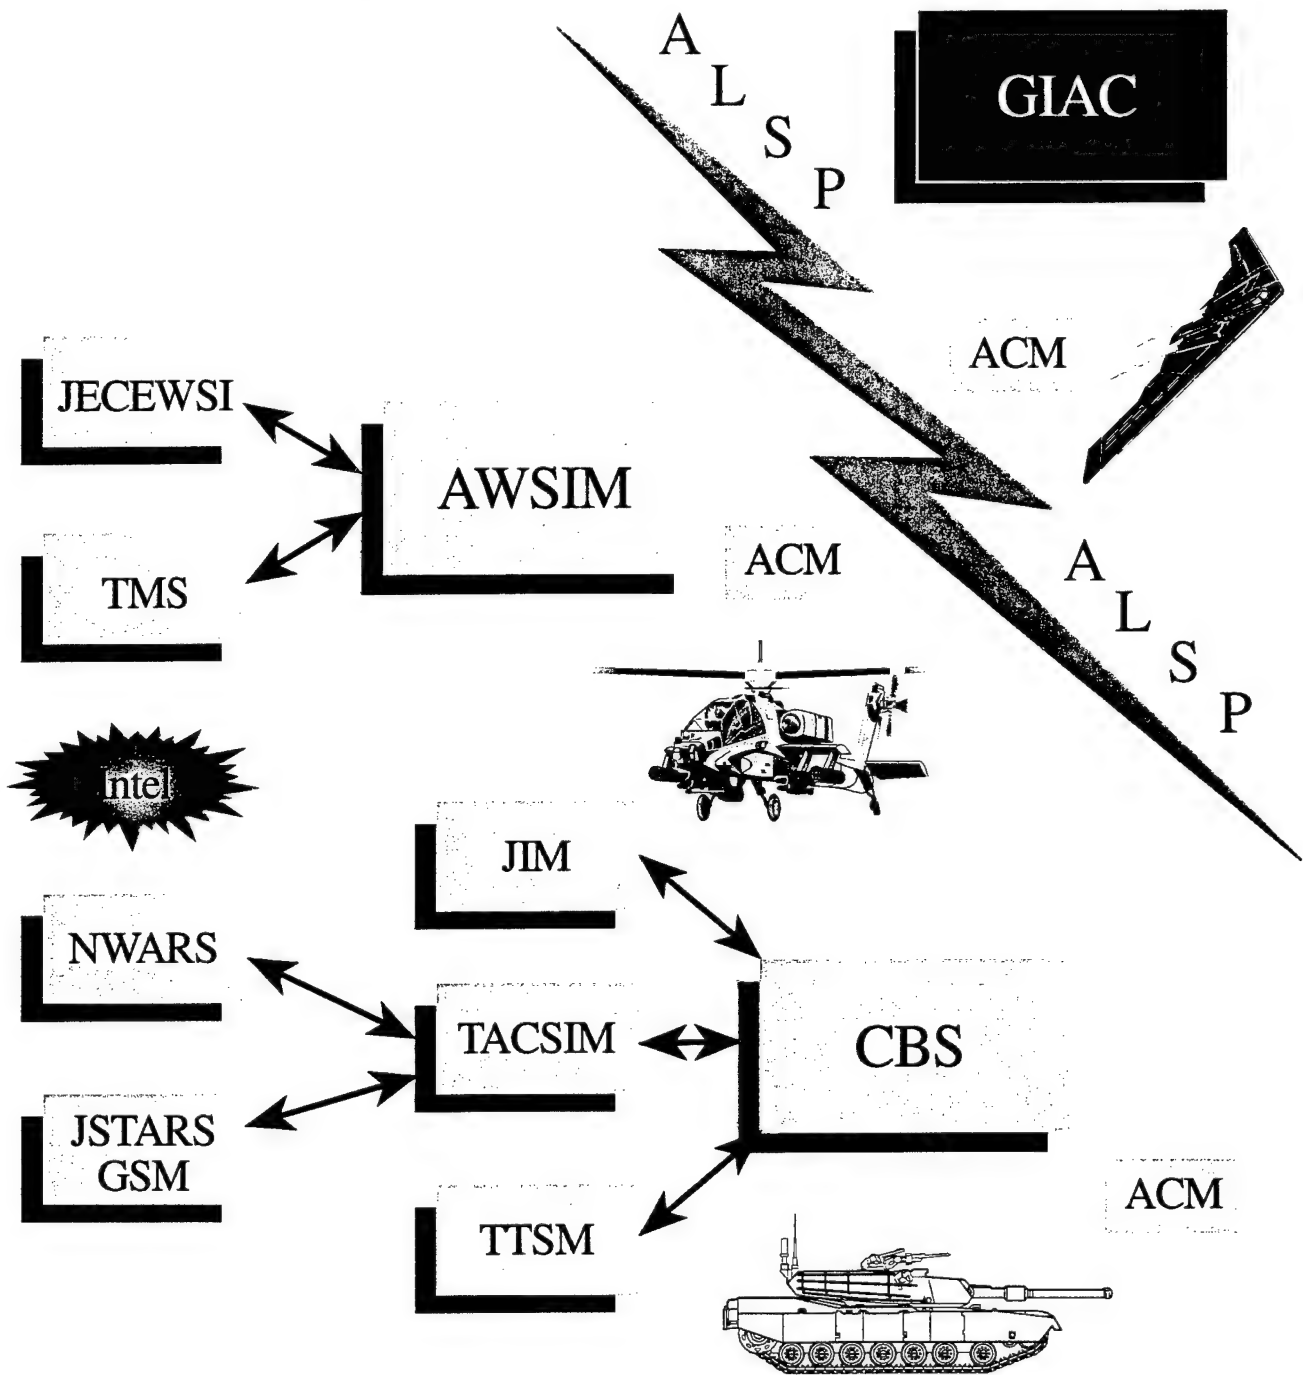 A
L
S
P
GIAC
ACM
JECEWSI
AWSIM
ACM
TMS
A
L
S
P
Intel
JIM
NWARS
TACSIM
CBS
JSTARS
GSM
ACM
TTSM